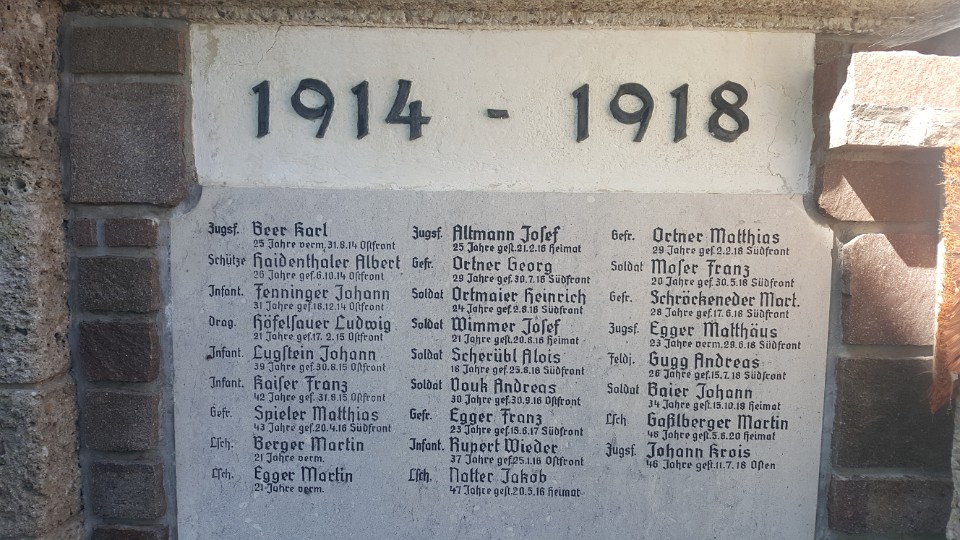 1914 - 1918
Zugsf. Beer Karl
25 Jahre verm. 31.8.14 Ostfront
Schütze Haidenthaler Albert
26 Jahre gef. 6.10.14 Ostfront
Infant. Fenninger Johann
31 Jahre gef. 18.12.14 Ostfront
Drag. Höfelsauer Ludwig
21 Jahre gef. 17.2.15 Ostfront
Infant. Lugstein Johann
39 Jahre gef. 30.8.15 Ostfront
Infant. Kaiser Franz
42 Jahre gef. 31.8.15 Ostfront
Gefr. Spieler Matthias
43 Jahre gef. 20.4.16 Südfront
Lsch. Berger Martin
21 Jahre verm.
Lsch. Egger Martin
21 Jahre verm.
Zugsf. Altmann Josef
25 Jahre gest. 21.2.16 Heimat
Gefr. Ortner Georg
29 Jahre gef. 30.7.16 Südfront
Soldat Ortmaier Heinrich
24 Jahre gef. 2.8.16 Südfront
Soldat Wimmer Josef
21 Jahre gest. 20.8.16 Heimat
Soldat Scherübl Alois
18 Jahre gef. 25.8.16 Südfront
Soldat Vouk Andreas
30 Jahre gef. 30.9.16 Ostfront
Gefr. Egger Franz
23 Jahre gef. 15.6.17 Südfront
Infant. Rupert Wieder
37 Jahre gef. 25.1.16 Ostfront
Lsch. Natter Jakob
47 Jahre gest. 20.5.16 Heimat
Gefr. Ortner Matthias
29 Jahre gef. 2.2.18 Südfront
Soldat Moser Franz
20 Jahre gef. 30.5.18 Südfront
Gefr. Schröckeneder Mart.
28 Jahre gef. 17.6.18 Südfront
Zugsf. Egger Matthäus
23 Jahre verm. 29.6.18 Südfront
Feldj. Gugg Andreas
26 Jahre gef. 15.7.18 Südfront
Soldat Baier Johann
34 Jahre gest. 15.10.18 Heimat
Lsch Gaßlberger Martin
48 Jahre gest. 5.6.20 Heimat
Zugsf. Johann Krois
46 Jahre gest. 11.7.18 Osten